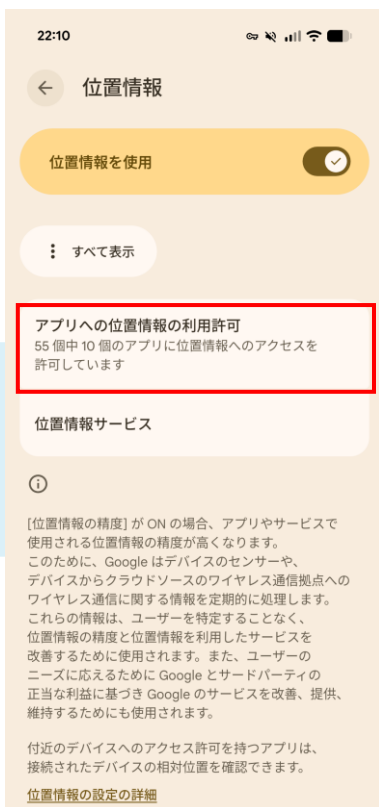 22:10
位置情報
位置情報を使用
すべて表示
アプリへの位置情報の利用許可
55 個中 10 個のアプリに位置情報へのアクセスを
許可しています
位置情報サービス
[位置情報の精度] が ON の場合、アプリやサービスで
使用される位置情報の精度が高くなります。
このために、Google はデバイスのセンサーや、
デバイスからクラウドソースのワイヤレス通信拠点への
ワイヤレス通信に関する情報を定期的に処理します。
これらの情報は、ユーザーを特定することなく、
位置情報の精度と位置情報を利用したサービスを
改善するために使用されます。また、ユーザーの
ニーズに応えるために Google とサードパーティの
正当な利益に基づき Google のサービスを改善、提供、
維持するためにも使用されます。
付近のデバイスへのアクセス許可を持つアプリは、
接続されたデバイスの相対位置を確認できます。
位置情報の設定の詳細